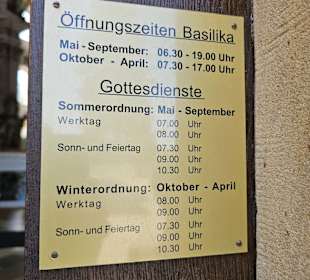 Öffnungszeiten Basilika
Mai - September: 06.30 - 19.00 Uhr
Oktober - April: 07.30 - 17.00 Uhr
Gottesdienste
Sommerordnung: Mai - September
Werktag 07.00 Uhr
08.00 Uhr
Sonn- und Feiertag 07.30 Uhr
09.00 Uhr
10.30 Uhr
Winterordnung: Oktober - April
Werktag 08.00 Uhr
09.00 Uhr
Sonn- und Feiertag 07.30 Uhr
09.00 Uhr
10.30 Uhr